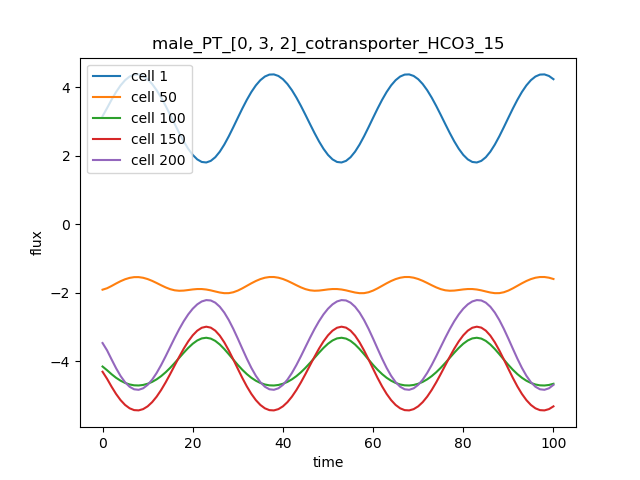 male_PT_[0, 3, 2]_cotransporter_HCO3_15
cell 1
cell 50
cell 100
cell 150
cell 200
flux
4
2
0
−2
−4
0 20 40 60 80 100
time